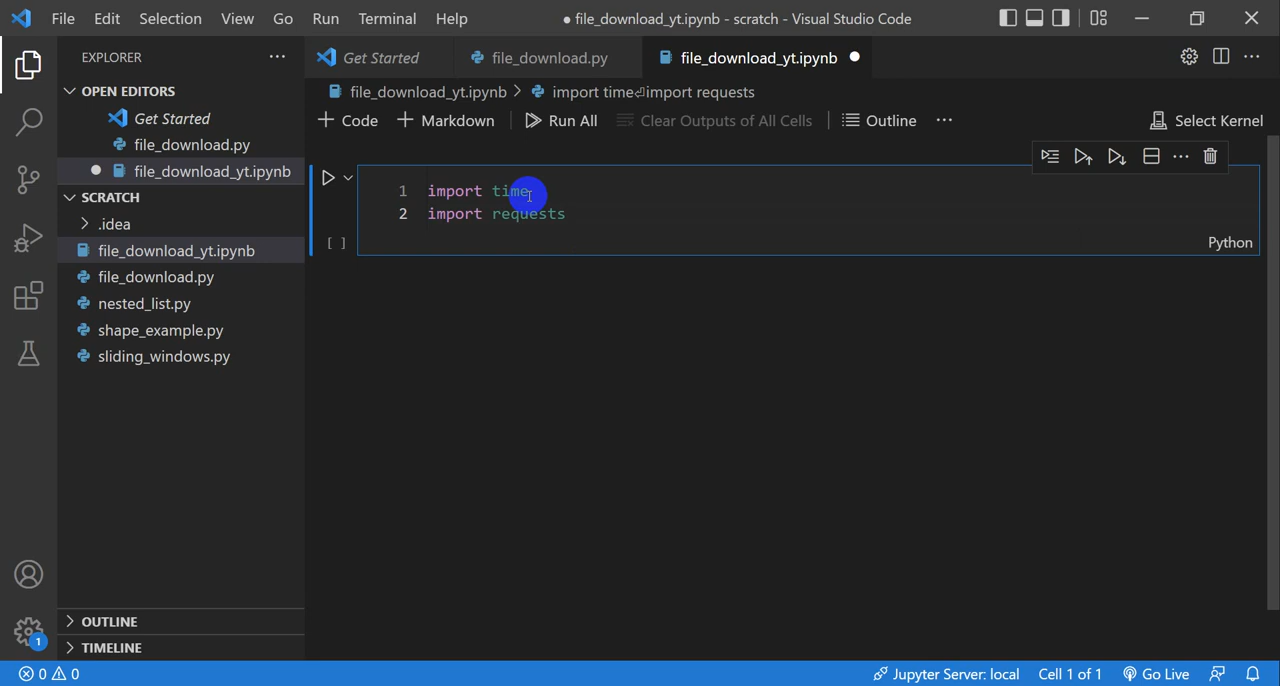 File Edit Selection View Go Run Terminal Help
● file_download_yt.ipynb - scratch - Visual Studio Code
EXPLORER
OPEN EDITORS
Get Started
file_download.py
file_download_yt.ipynb
SCRATCH
.idea
file_download_yt.ipynb
file_download.py
nested_list.py
shape_example.py
sliding_windows.py
OUTLINE
TIMELINE
Get Started file_download.py file_download_yt.ipynb
file_download_yt.ipynb > import time⏎import requests
+ Code + Markdown Run All Clear Outputs of All Cells Outline ··· Select Kernel
1 import time
2 import requests
[ ] Python
1
0 0 Jupyter Server: local Cell 1 of 1 Go Live